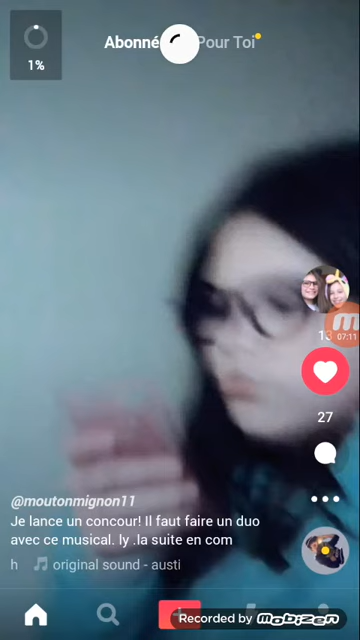 Abonné
Pour Toi
1%
13
07:11
27
@moutonmignon11
Je lance un concour! Il faut faire un duo
avec ce musical. ly .la suite en com
h original sound - austi
Recorded by Mobizen